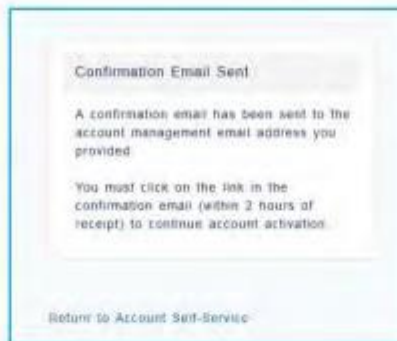 Confirmation Email Sent
A confirmation email has been sent to the
account management email address you
provided
You must click on the link in the
confirmation email (within 2 hours of
receipt) to continue account activation.
Return to Account Self-Service